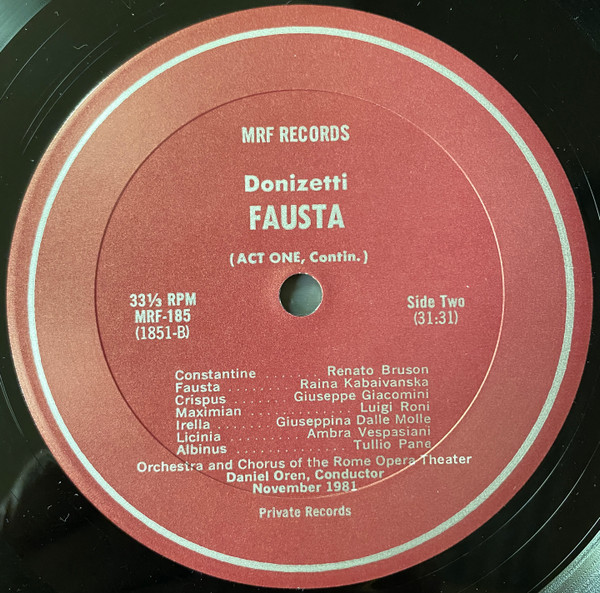 MRF RECORDS
Donizetti
FAUSTA
(ACT ONE, Contin.)
33⅓ RPM
MRF-185
(1851-B)
Side Two
(31:31)
Constantine . . . . . . . . . Renato Bruson
Fausta . . . . . . . . . . Raina Kabaivanska
Crispus . . . . . . . . . Giuseppe Giacomini
Maximian . . . . . . . . . . . . Luigi Roni
Irella . . . . . . . . Giuseppina Dalle Molle
Licinia . . . . . . . . . . Ambra Vespasiani
Albinus . . . . . . . . . . . . Tullio Pane
Orchestra and Chorus of the Rome Opera Theater
Daniel Oren, Conductor
November 1981
Private Records